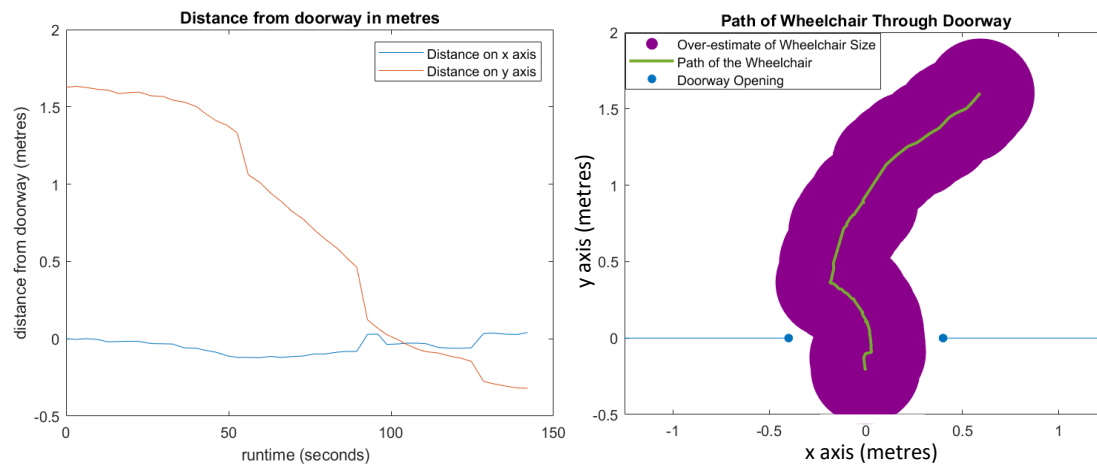 Distance from doorway in metres
Distance on x axis
Distance on y axis
distance from doorway (metres)
2
1.5
1
0.5
0
-0.5
0
50
100
150
runtime (seconds)
Path of Wheelchair Through Doorway
Over-estimate of Wheelchair Size
Path of the Wheelchair
Doorway Opening
y axis (metres)
2
1.5
1
0.5
0
-0.5
-1
-0.5
0
0.5
1
x axis (metres)